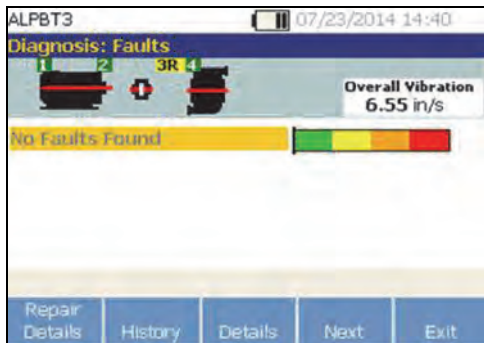 ALPBT3 07/23/2014 14:40
Diagnosis: Faults
1 2 3R 4
Overall Vibration
6.55 in/s
No Faults Found
Repair Details History Details Next Exit